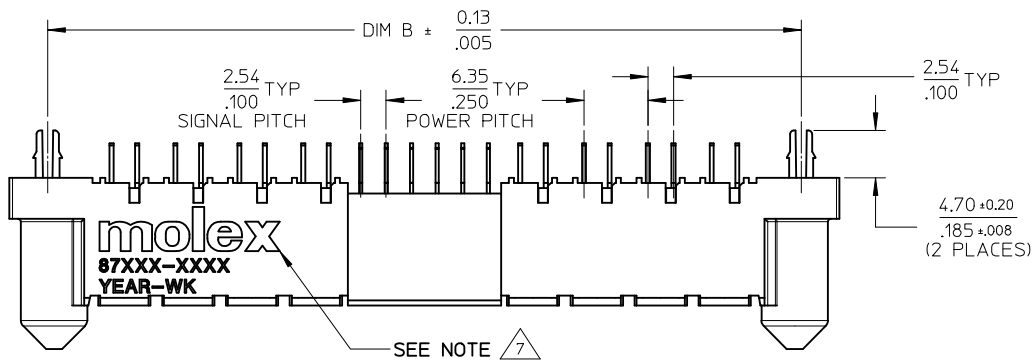 DIM B ± 0.13
.005
2.54 TYP
.100
SIGNAL PITCH
6.35 TYP
.250
POWER PITCH
2.54 TYP
.100
4.70 ±0.20
.185 ±.008
(2 PLACES)
molex
87XXX-XXXX
YEAR-WK
SEE NOTE 7